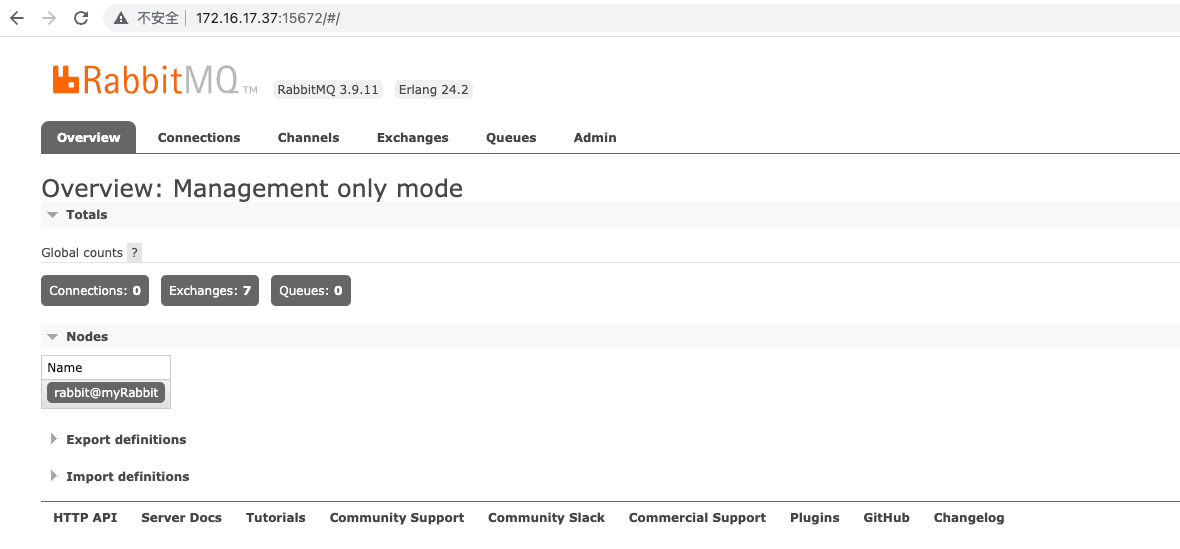 不安全 172.16.17.37:15672/#/
RabbitMQ TM RabbitMQ 3.9.11 Erlang 24.2
Overview Connections Channels Exchanges Queues Admin
Overview: Management only mode
Totals
Global counts ?
Connections: 0 Exchanges: 7 Queues: 0
Nodes
Name
rabbit@myRabbit
Export definitions
Import definitions
HTTP API Server Docs Tutorials Community Support Community Slack Commercial Support Plugins GitHub Changelog